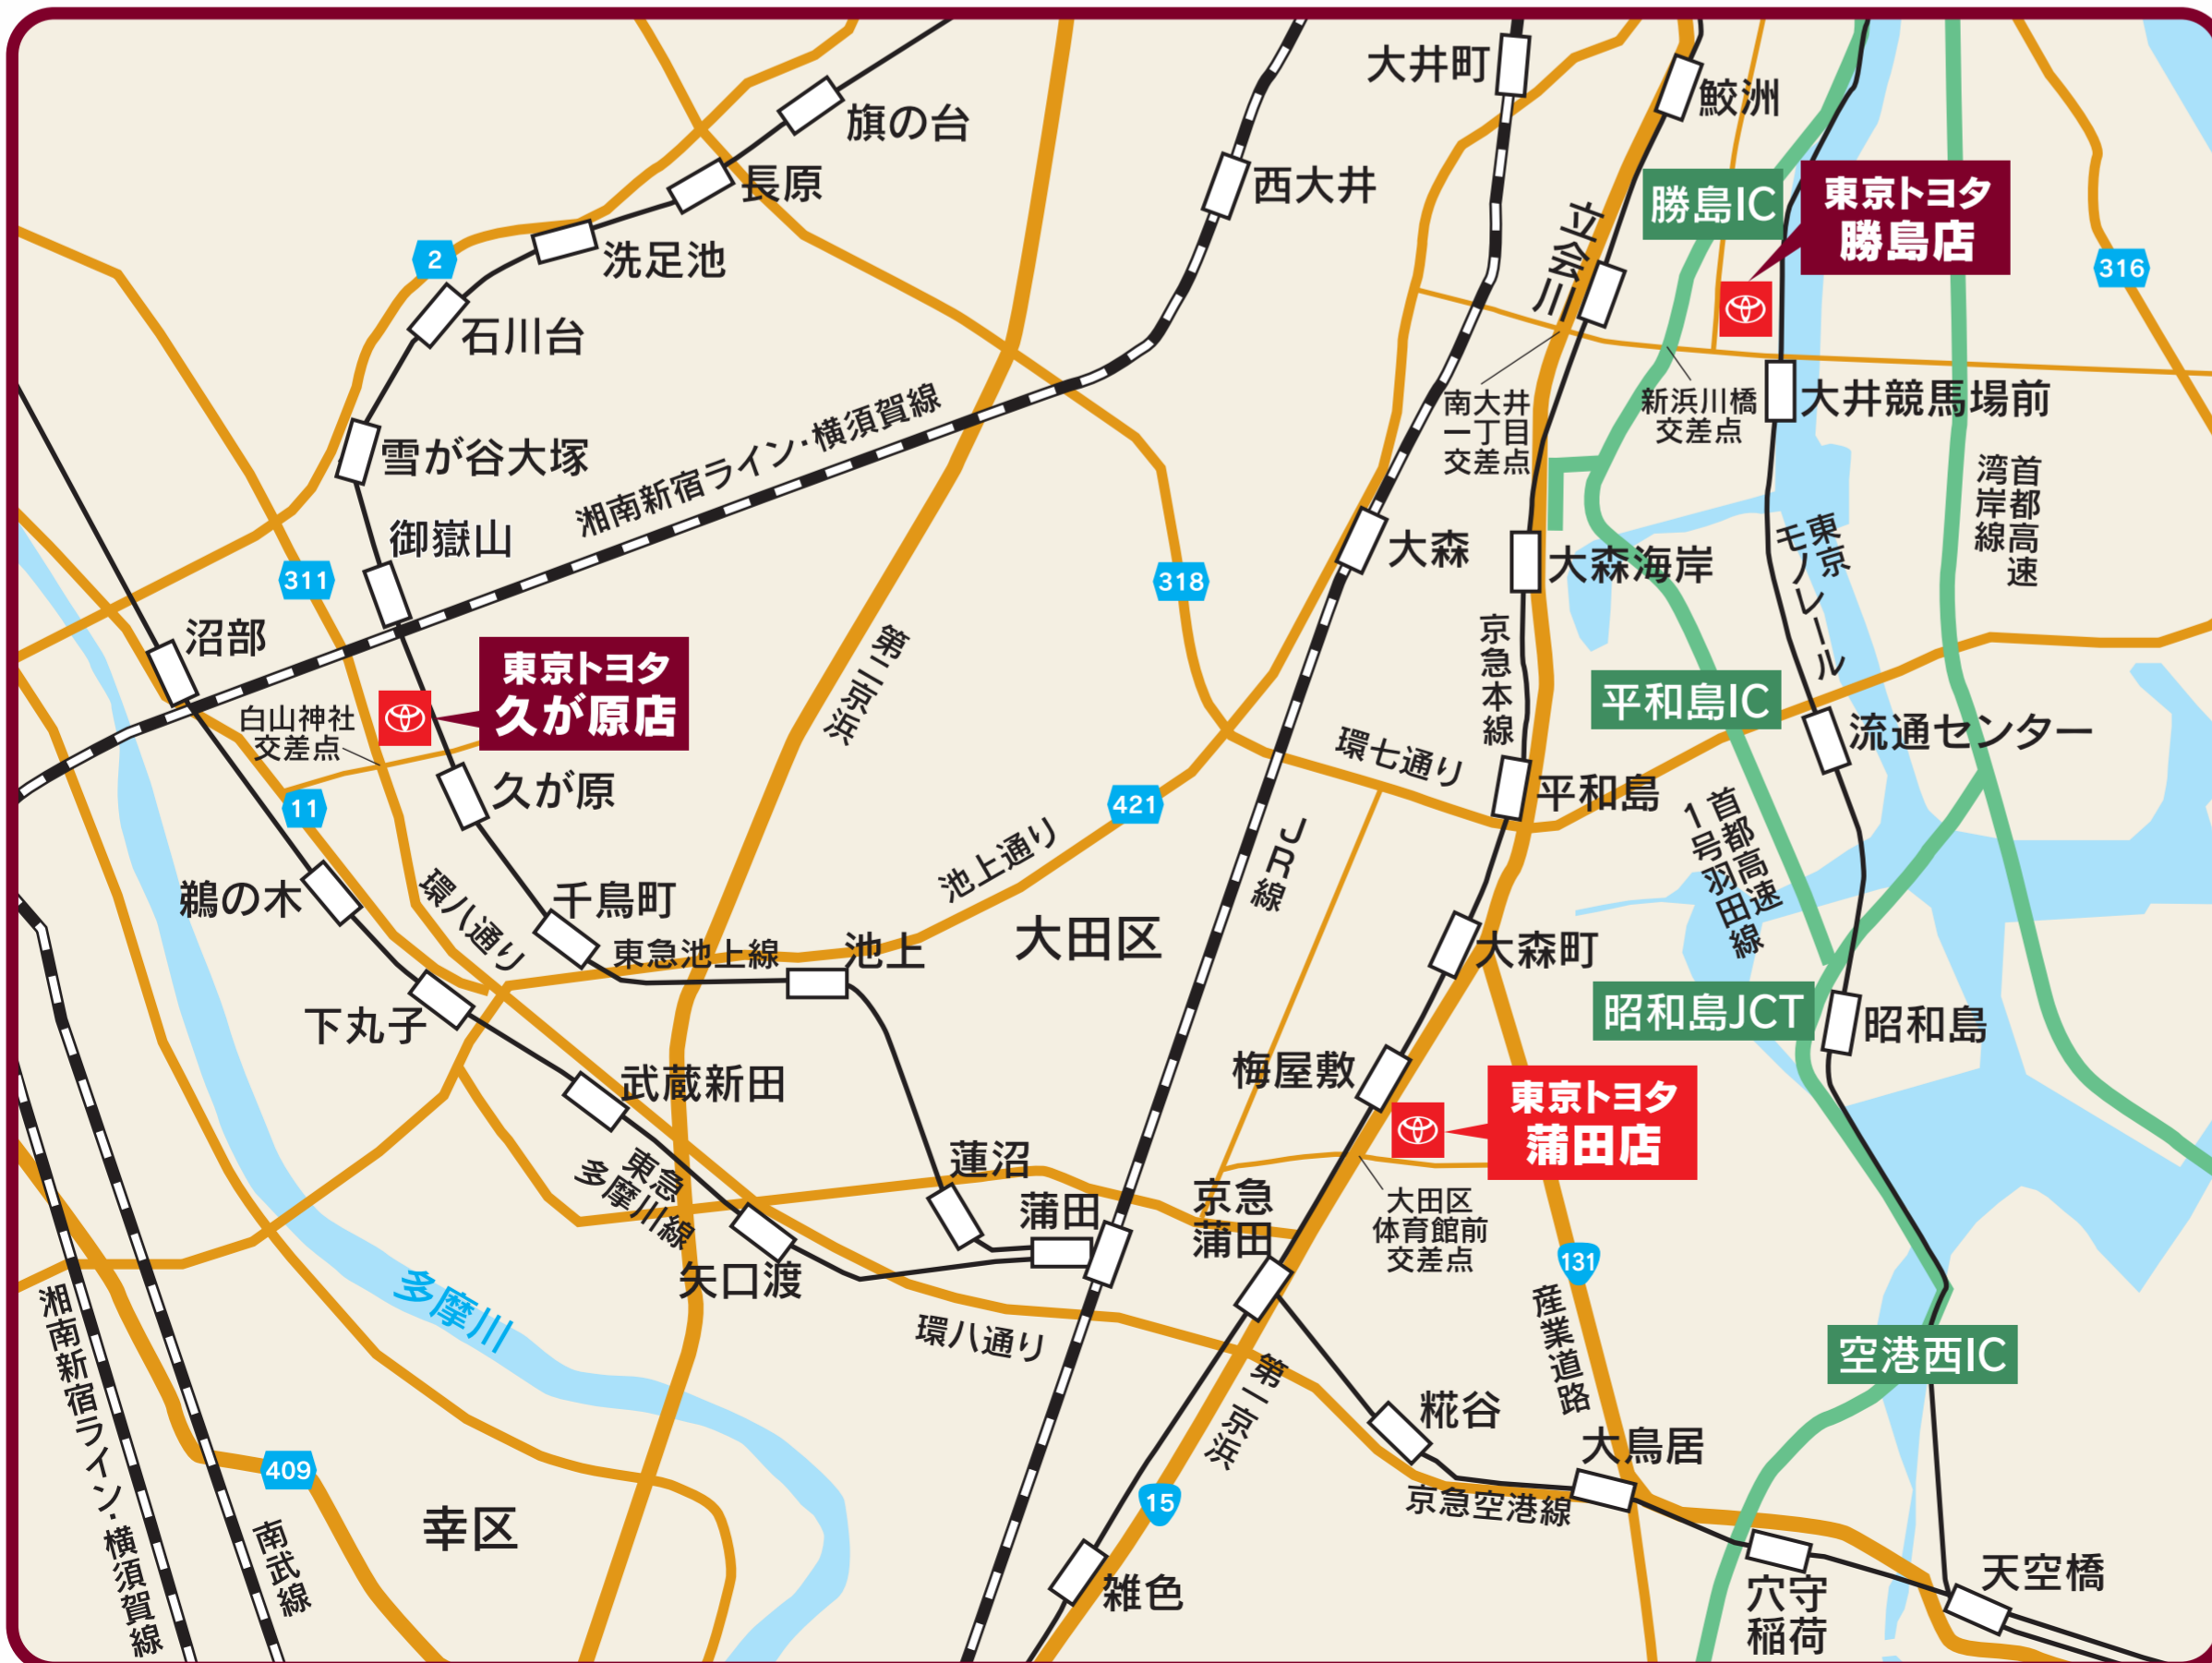 大井町
鮫洲
旗の台
長原
西大井
勝島IC
東京トヨタ
勝島店
洗足池
2
立会川
316
石川台
雪が谷大塚
湘南新宿ライン・横須賀線
南大井
一丁目
交差点
新浜川橋
交差点
大井競馬場前
御嶽山
首都高速
湾岸線
東京
モノレール
大森
大森海岸
311
318
沼部
京急本線
東京トヨタ
久が原店
第二京浜
平和島IC
白山神社
交差点
流通センター
環七通り
久が原
11
421
平和島
首都高速
1号羽田線
池上通り
JR線
鵜の木
環八通り
千鳥町
東急池上線
池上
大田区
大森町
下丸子
昭和島JCT
昭和島
武蔵新田
梅屋敷
東京トヨタ
蒲田店
東急
多摩川線
蓮沼
蒲田
京急
蒲田
大田区
体育館前
交差点
131
矢口渡
多摩川
環八通り
産業道路
湘南新宿ライン・横須賀線
空港西IC
第一京浜
糀谷
大鳥居
409
15
京急空港線
幸区
南武線
雑色
穴守
稲荷
天空橋